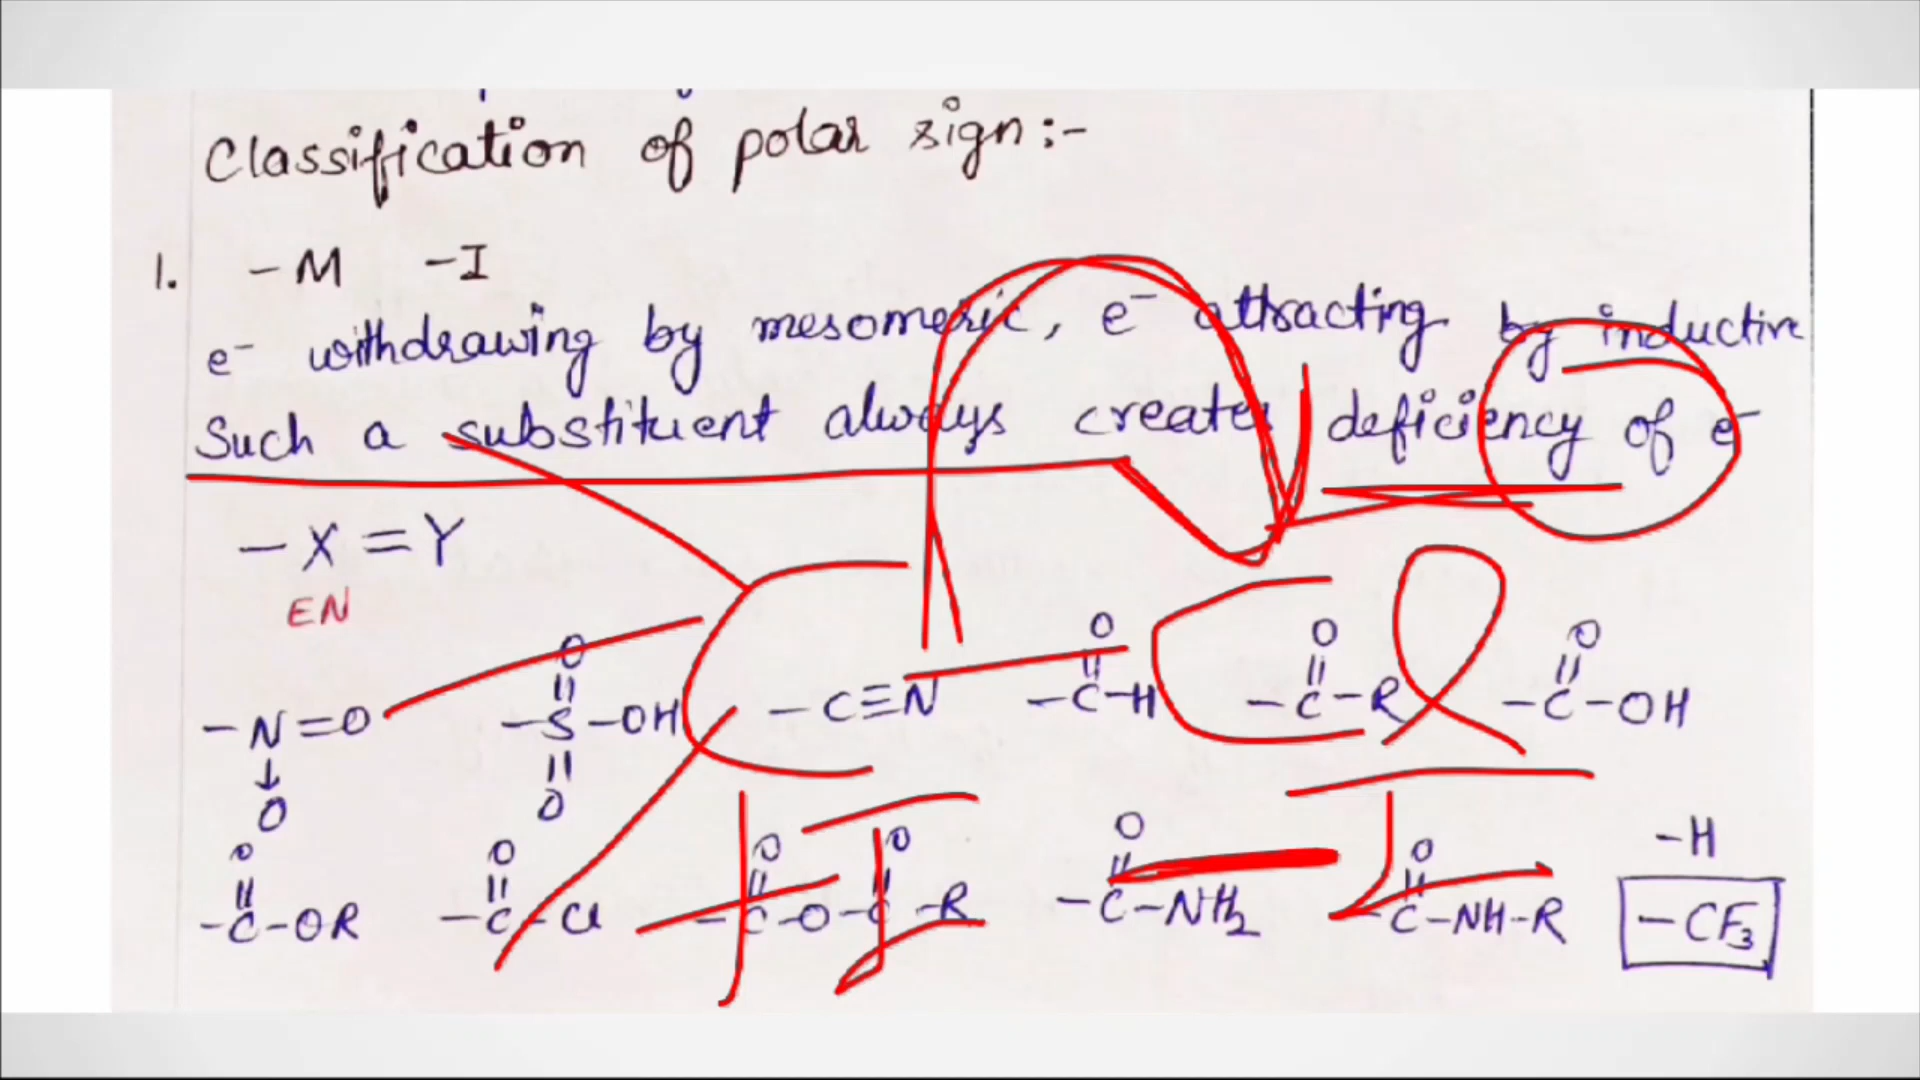 Classification of polar sign:-
1. -M -I
e⁻ withdrawing by mesomeric, e⁻ attracting by inductive
Such a substituent always creates deficiency of e⁻
-X=Y
EN
O O O O
|| || || ||
-N=O -S-OH -C≡N -C-H -C-R -C-OH
↓ ||
O O
O O O O O O -H
|| || || || || ||
-C-OR -C-Cl -C-O-C-R -C-NH₂ -C-NH-R -CF₃